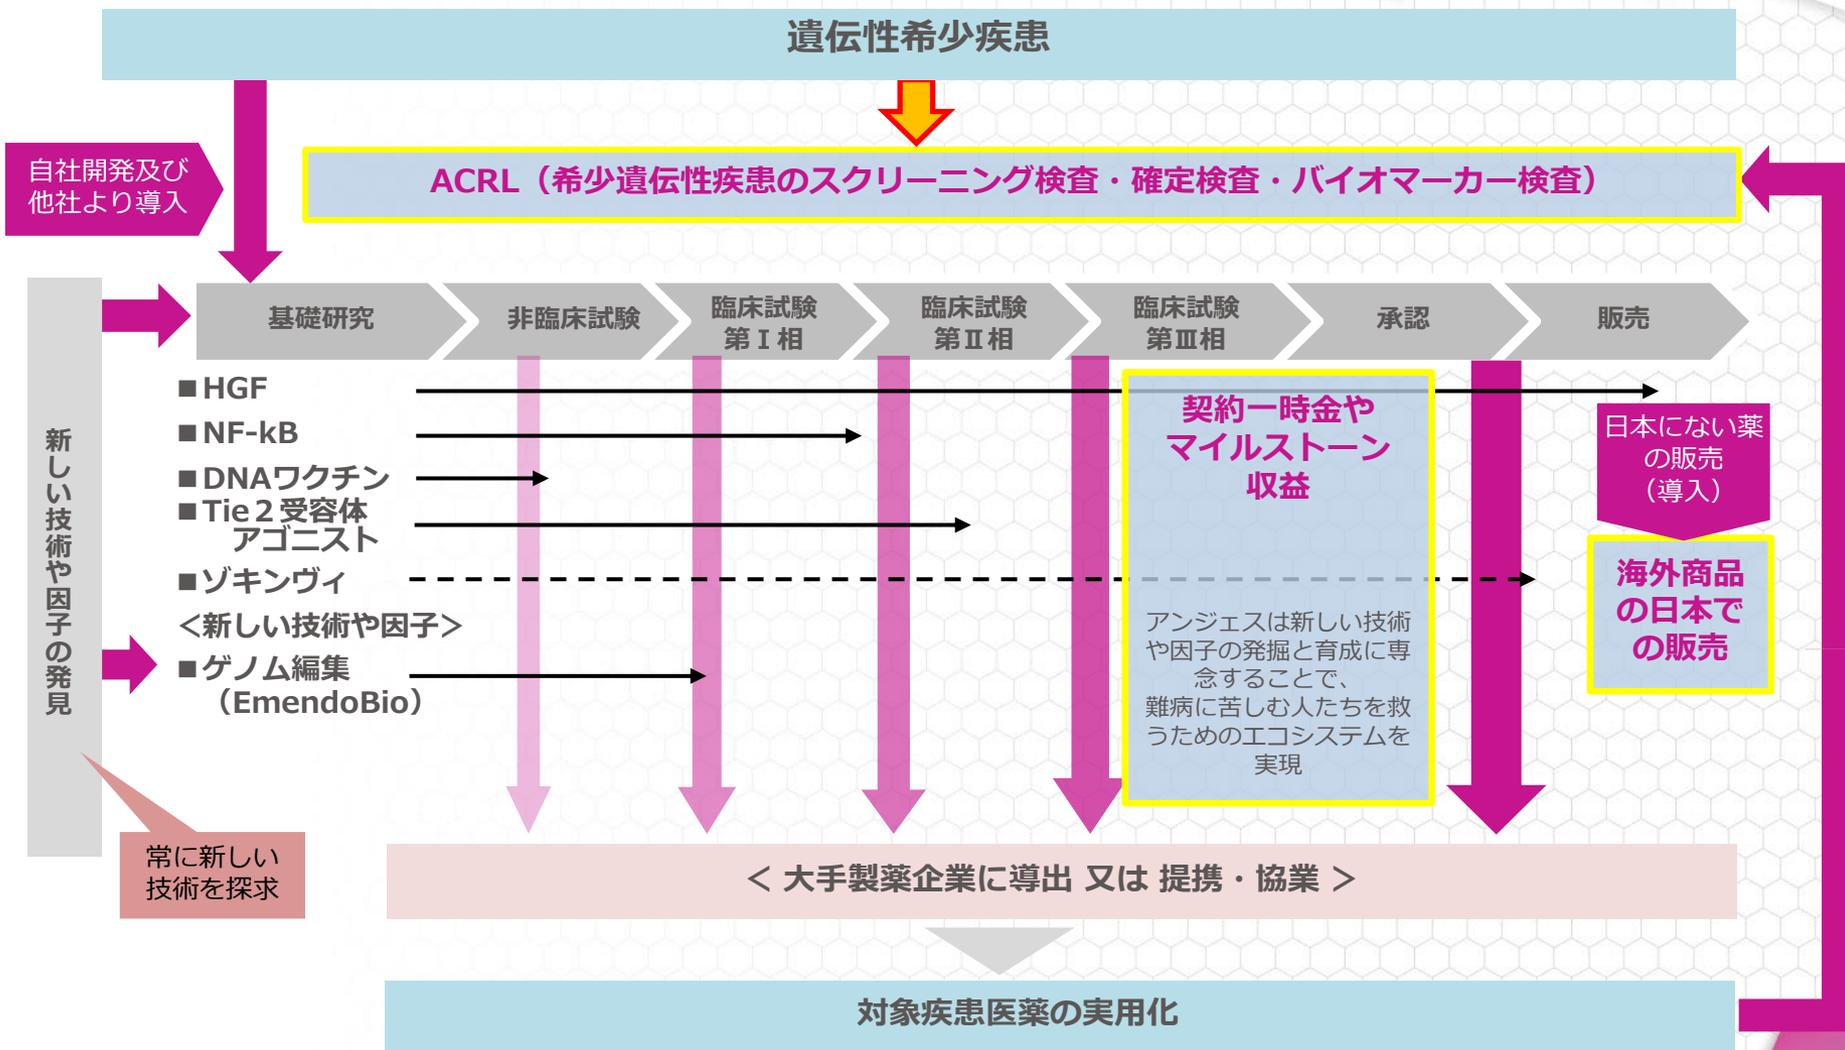 遺伝性希少疾患
自社開発及び
他社より導入
ACRL（希少遺伝性疾患のスクリーニング検査・確定検査・バイオマーカー検査）
基礎研究
非臨床試験
臨床試験
第Ⅰ相
臨床試験
第Ⅱ相
臨床試験
第Ⅲ相
承認
販売
新しい技術や因子の発見
■HGF
■NF-kB
■DNAワクチン
■Tie２受容体
アゴニスト
■ゾキンヴィ
＜新しい技術や因子＞
■ゲノム編集
（EmendoBio）
契約一時金や
マイルストーン
収益
アンジェスは新しい技術
や因子の発掘と育成に専
念することで、
難病に苦しむ人たちを救
うためのエコシステムを
実現
日本にない薬
の販売
（導入）
海外商品
の日本で
の販売
常に新しい
技術を探求
＜ 大手製薬企業に導出 又は 提携・協業 ＞
対象疾患医薬の実用化